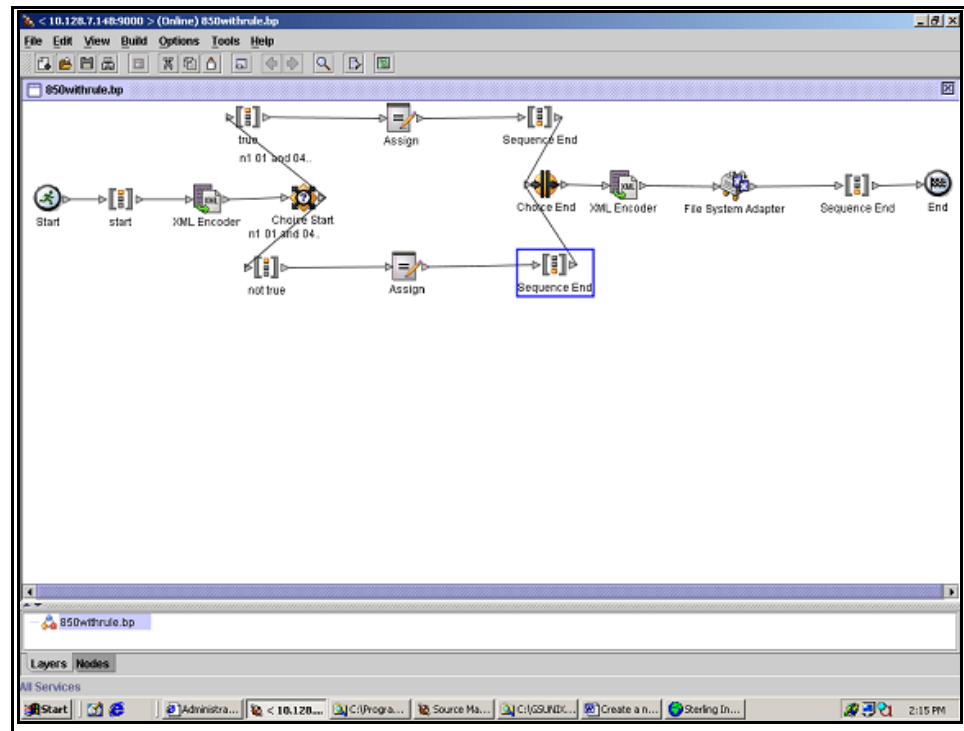 < 10.128.7.148:9000 > (Online) 850withrule.bp
File Edit View Build Options Tools Help
850withrule.bp
true
n1 01 and 04..
Assign
Sequence End
Start
start
XML Encoder
Choice Start
n1 01 and 04..
Choice End
XML Encoder
File System Adapter
Sequence End
End
not true
Assign
Sequence End
850withrule.bp
Layers Nodes
All Services
Start
Administra...
< 10.128....
C:\Progra...
Source Ma...
C:\GSUNIX...
Create a n...
Sterling In...
2:15 PM